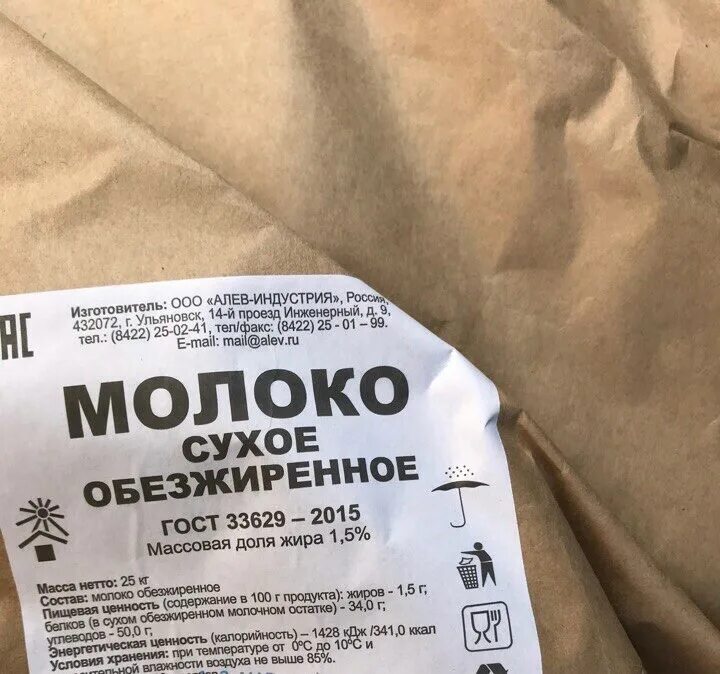 ЕАС
Изготовитель: ООО «АЛЕВ-ИНДУСТРИЯ», Россия,
432072, г. Ульяновск, 14-й проезд Инженерный, д. 9,
тел.: (8422) 25-02-41, тел/факс: (8422) 25 - 01 – 99.
E-mail: mail@alev.ru
МОЛОКО
СУХОЕ
ОБЕЗЖИРЕННОЕ
ГОСТ 33629 – 2015
Массовая доля жира 1,5%
Масса нетто: 25 кг
Состав: молоко обезжиренное
Пищевая ценность (содержание в 100 г продукта): жиров - 1,5 г;
белков (в сухом обезжиренном молочном остатке) - 34,0 г;
углеводов - 50,0 г;
Энергетическая ценность (калорийность) – 1428 кДж /341,0 ккал
Условия хранения: при температуре от 0°С до 10°С и
влажности воздуха не выше 85%.